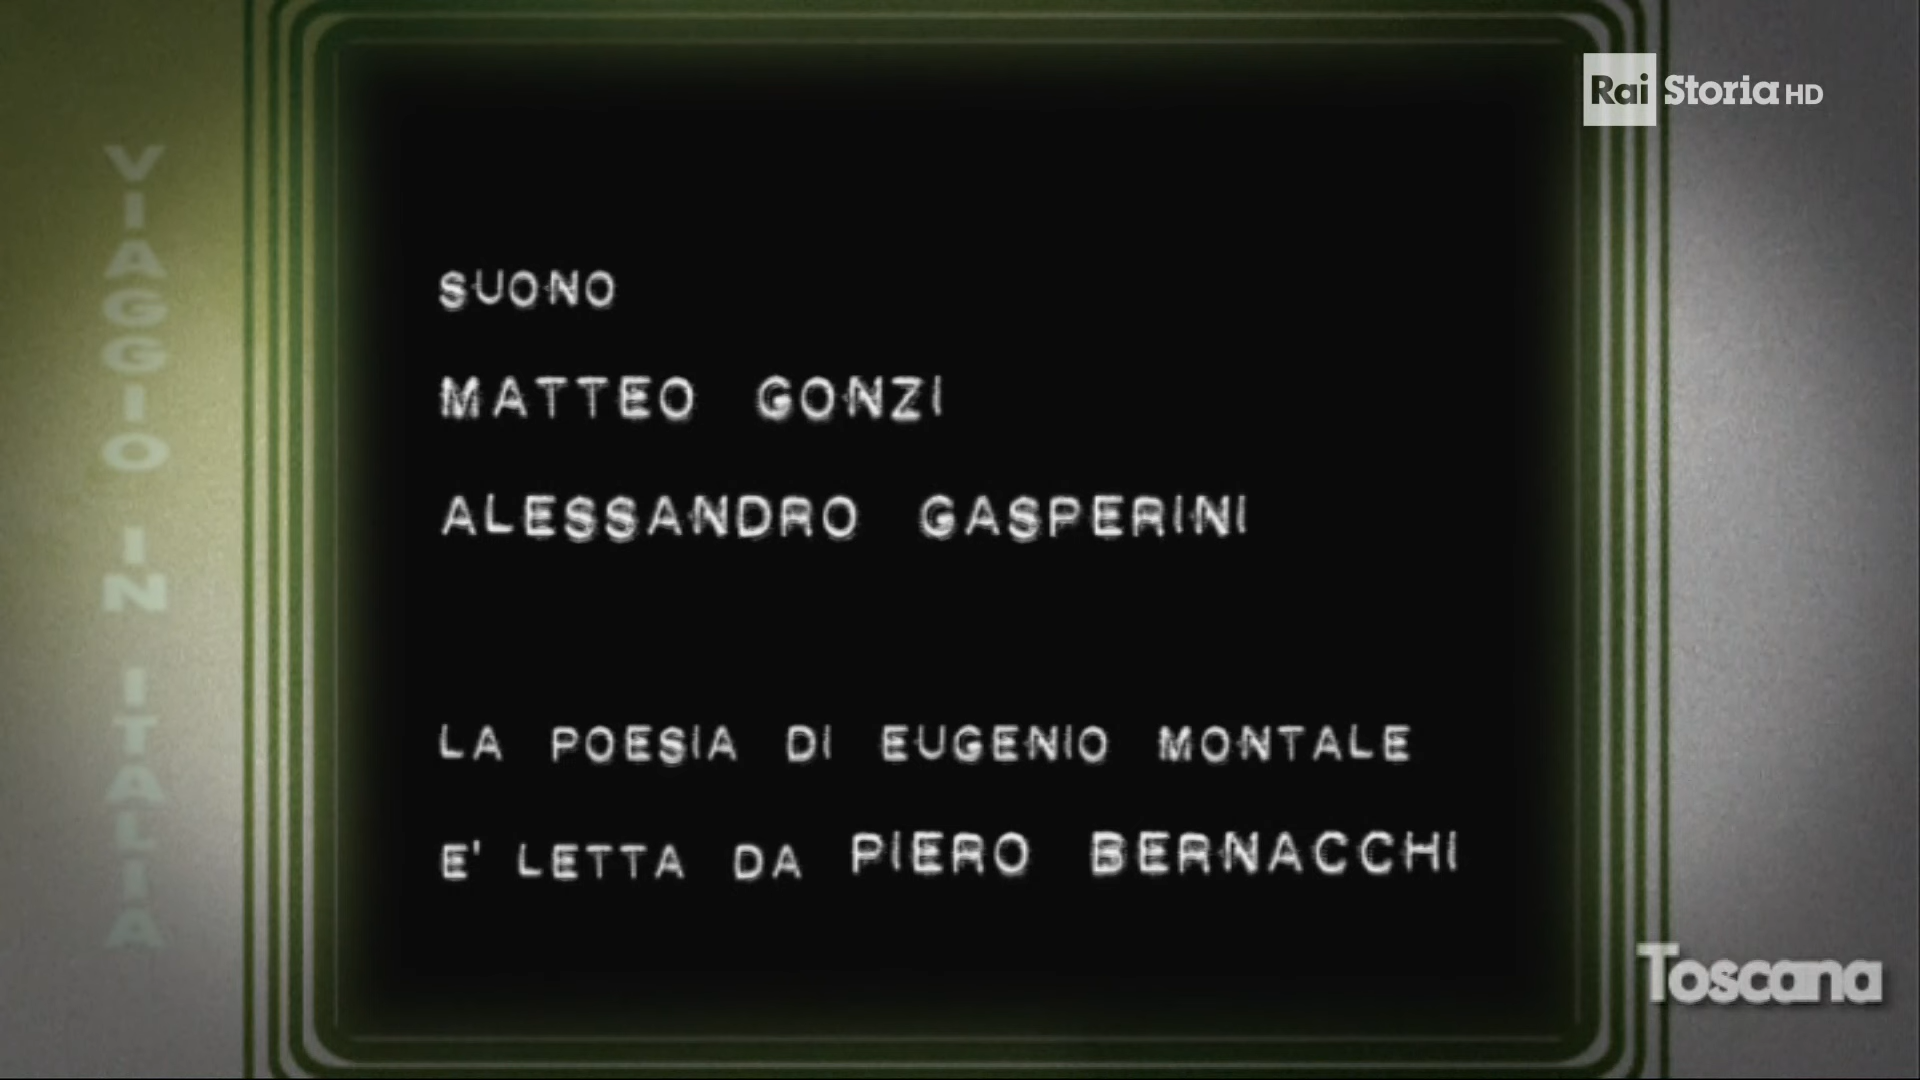 Rai Storia HD
VIAGGIO IN ITALIA
SUONO
MATTEO GONZI
ALESSANDRO GASPERINI
LA POESIA DI EUGENIO MONTALE
E' LETTA DA PIERO BERNACCHI
Toscana